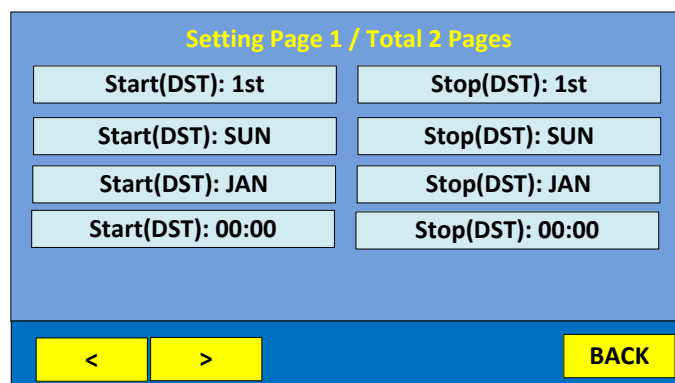 Setting Page 1 / Total 2 Pages
Start(DST): 1st
Stop(DST): 1st
Start(DST): SUN
Stop(DST): SUN
Start(DST): JAN
Stop(DST): JAN
Start(DST): 00:00
Stop(DST): 00:00
<
>
BACK